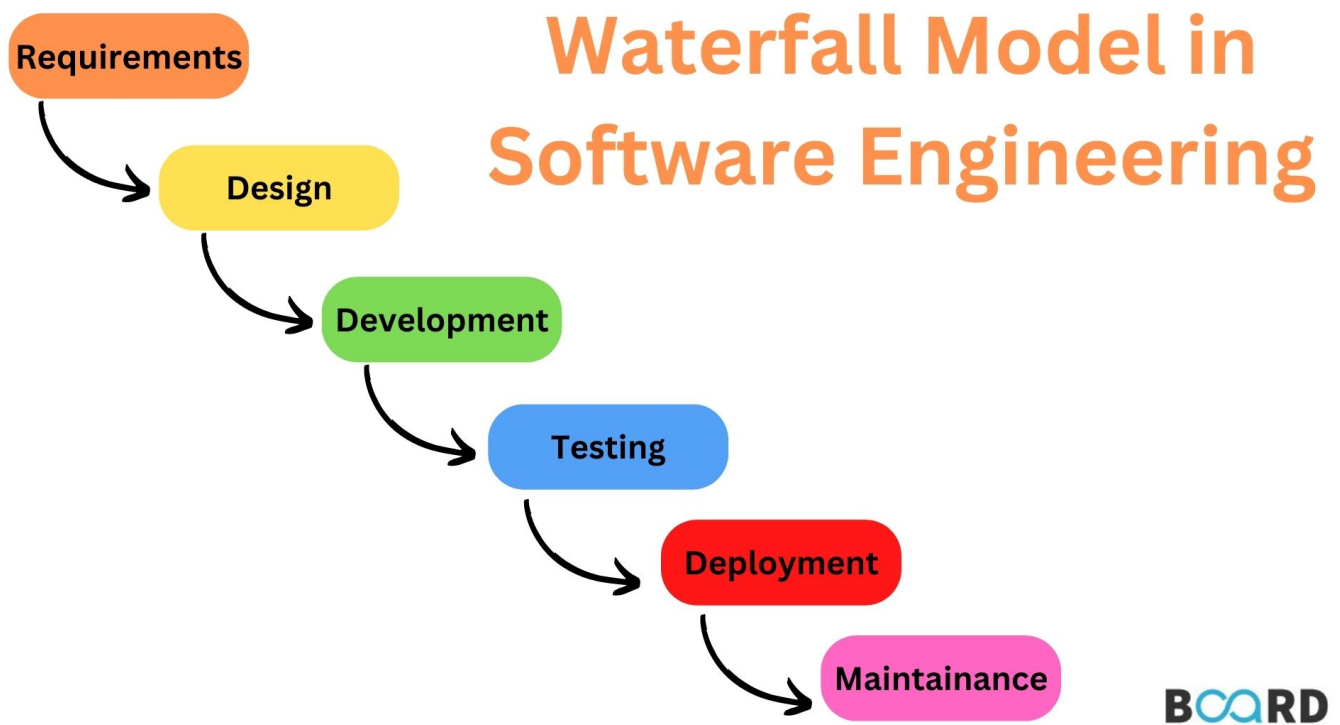 Waterfall Model in
Software Engineering
Requirements
Design
Development
Testing
Deployment
Maintainance
BOARD